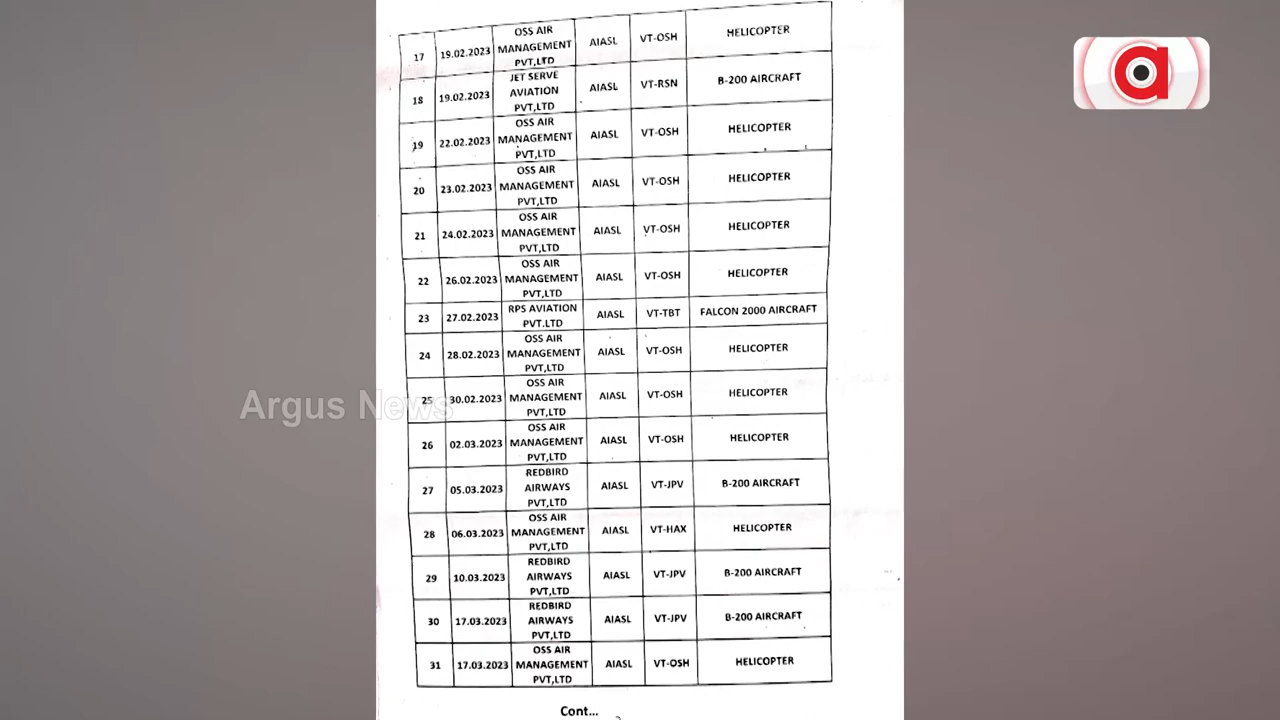 17 19.02.2023 OSS AIR MANAGEMENT PVT,LTD AIASL VT-OSH HELICOPTER
18 19.02.2023 JET SERVE AVIATION PVT,LTD AIASL VT-RSN B-200 AIRCRAFT
19 22.02.2023 OSS AIR MANAGEMENT PVT,LTD AIASL VT-OSH HELICOPTER
20 23.02.2023 OSS AIR MANAGEMENT PVT,LTD AIASL VT-OSH HELICOPTER
21 24.02.2023 OSS AIR MANAGEMENT PVT,LTD AIASL VT-OSH HELICOPTER
22 26.02.2023 OSS AIR MANAGEMENT PVT,LTD AIASL VT-OSH HELICOPTER
23 27.02.2023 RPS AVIATION PVT.LTD AIASL VT-TBT FALCON 2000 AIRCRAFT
24 28.02.2023 OSS AIR MANAGEMENT PVT,LTD AIASL VT-OSH HELICOPTER
25 30.02.2023 OSS AIR MANAGEMENT PVT,LTD AIASL VT-OSH HELICOPTER
26 02.03.2023 OSS AIR MANAGEMENT PVT,LTD AIASL VT-OSH HELICOPTER
27 05.03.2023 REDBIRD AIRWAYS PVT,LTD AIASL VT-JPV B-200 AIRCRAFT
28 06.03.2023 OSS AIR MANAGEMENT PVT,LTD AIASL VT-HAX HELICOPTER
29 10.03.2023 REDBIRD AIRWAYS PVT,LTD AIASL VT-JPV B-200 AIRCRAFT
30 17.03.2023 REDBIRD AIRWAYS PVT,LTD AIASL VT-JPV B-200 AIRCRAFT
31 17.03.2023 OSS AIR MANAGEMENT PVT,LTD AIASL VT-OSH HELICOPTER
Cont...
Argus News
a